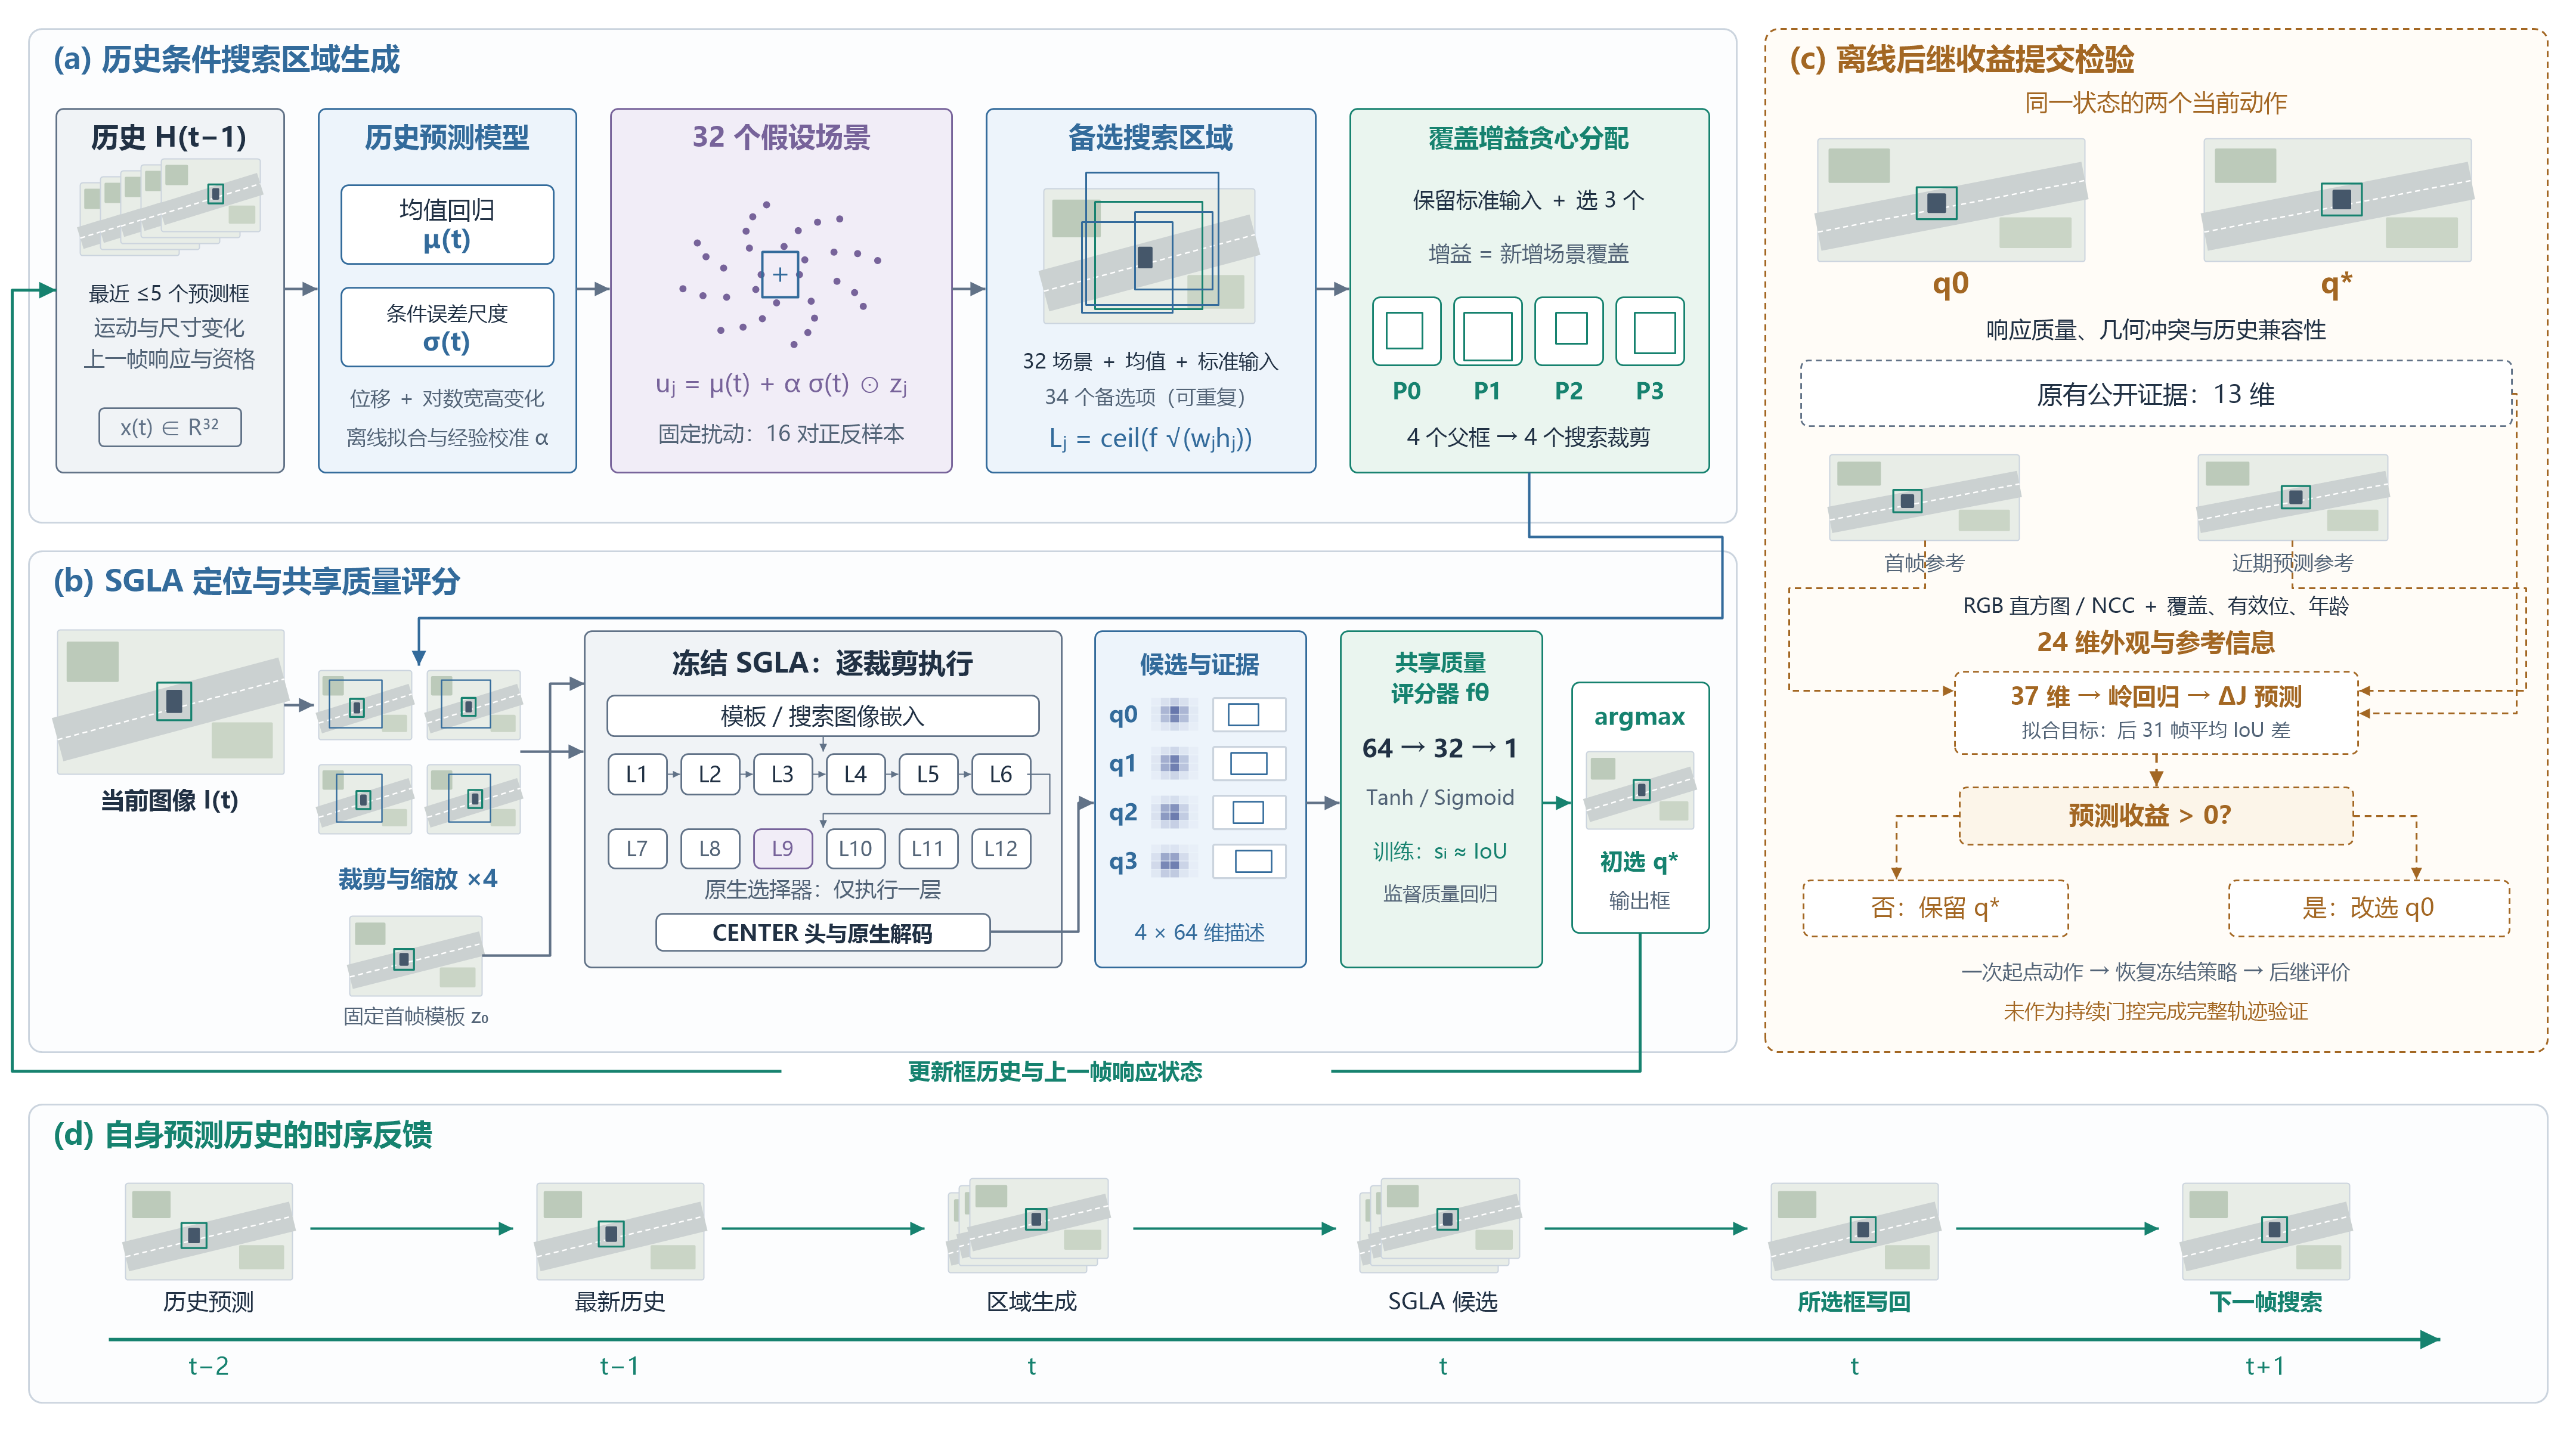 (a) 历史条件搜索区域生成
历史 H(t−1)
最近 ≤5 个预测框
运动与尺寸变化
上一帧响应与资格
x(t) ∈ R³²
历史预测模型
均值回归
μ(t)
条件误差尺度
σ(t)
位移 + 对数宽高变化
离线拟合与经验校准 α
32 个假设场景
uⱼ = μ(t) + α σ(t) ⊙ zⱼ
固定扰动：16 对正反样本
备选搜索区域
32 场景 + 均值 + 标准输入
34 个备选项（可重复）
Lⱼ = ceil(f √(wⱼhⱼ))
覆盖增益贪心分配
保留标准输入 + 选 3 个
增益 = 新增场景覆盖
P0 P1 P2 P3
4 个父框 → 4 个搜索裁剪
(b) SGLA 定位与共享质量评分
当前图像 I(t)
裁剪与缩放 ×4
固定首帧模板 z₀
冻结 SGLA：逐裁剪执行
模板 / 搜索图像嵌入
L1 L2 L3 L4 L5 L6
L7 L8 L9 L10 L11 L12
原生选择器：仅执行一层
CENTER 头与原生解码
候选与证据
q0
q1
q2
q3
4 × 64 维描述
共享质量
评分器 fθ
64 → 32 → 1
Tanh / Sigmoid
训练：sᵢ ≈ IoU
监督质量回归
argmax
初选 q*
输出框
更新框历史与上一帧响应状态
(c) 离线后继收益提交检验
同一状态的两个当前动作
q0 q*
响应质量、几何冲突与历史兼容性
原有公开证据：13 维
首帧参考 近期预测参考
RGB 直方图 / NCC + 覆盖、有效位、年龄
24 维外观与参考信息
37 维 → 岭回归 → ΔJ 预测
拟合目标：后 31 帧平均 IoU 差
预测收益 > 0?
否：保留 q* 是：改选 q0
一次起点动作 → 恢复冻结策略 → 后继评价
未作为持续门控完成完整轨迹验证
(d) 自身预测历史的时序反馈
历史预测 最新历史 区域生成 SGLA 候选 所选框写回 下一帧搜索
t−2 t−1 t t t t+1